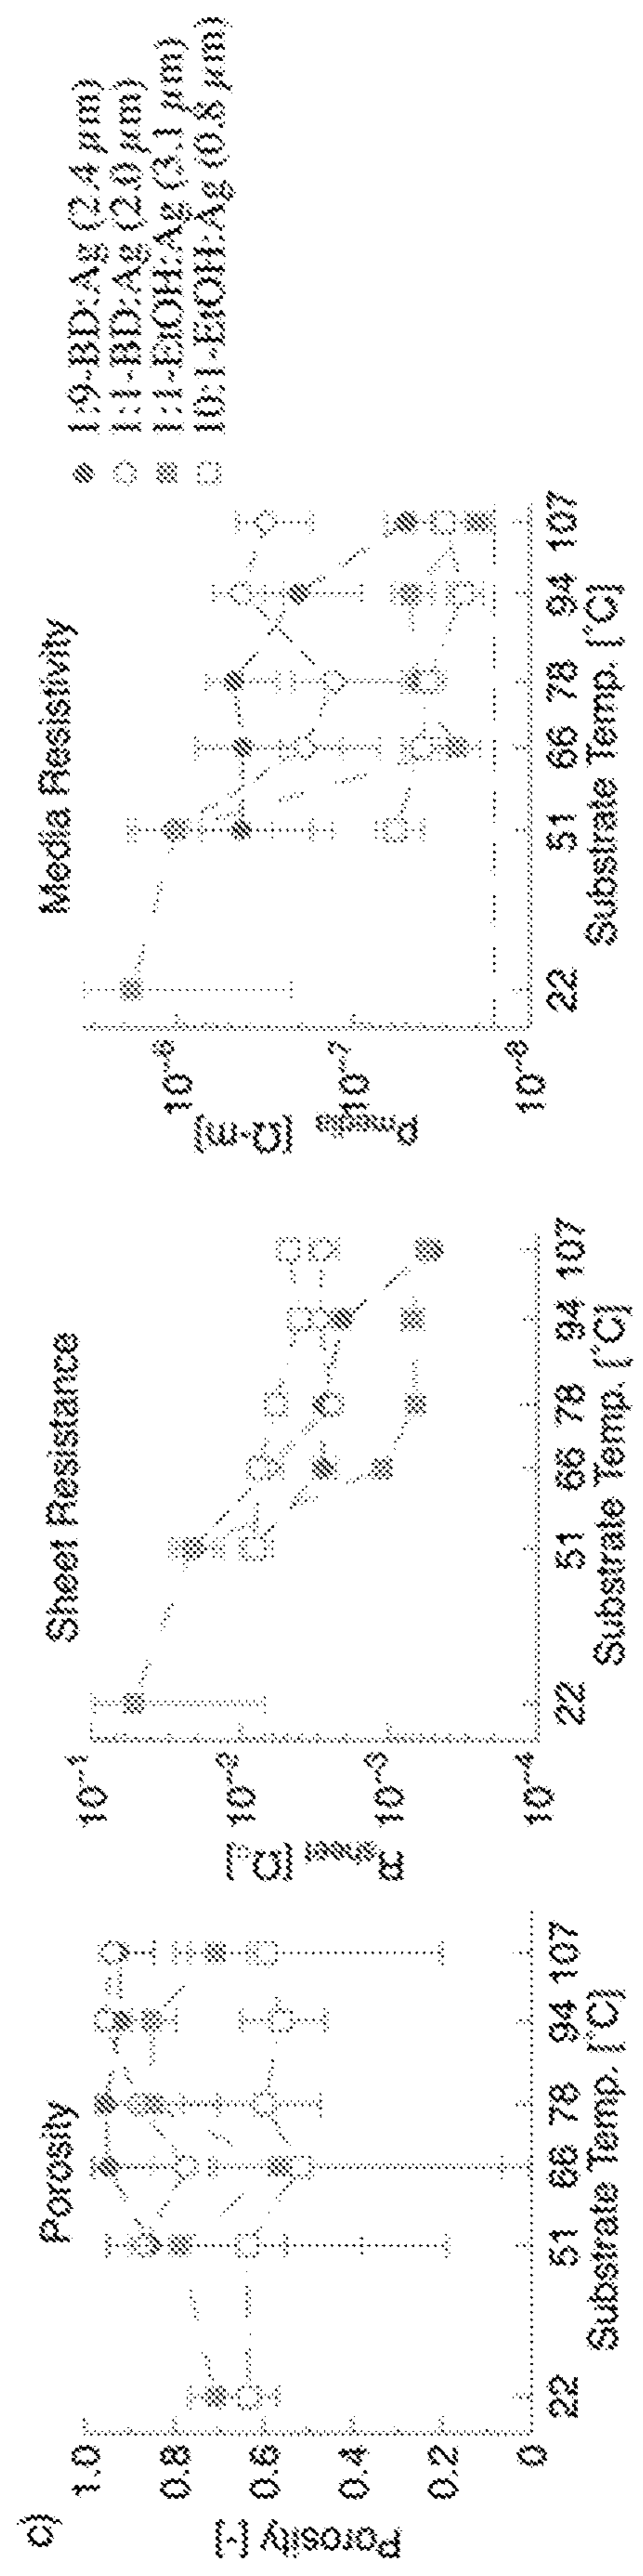 c)
Porosity
Porosity [-]
1.0
0.8
0.6
0.4
0.2
0
22 51 66 78 94 107
Substrate Temp. [°C]
Sheet Resistance
R_sheet [Ω_□]
10⁻¹
10⁻²
10⁻³
10⁻⁴
22 51 66 78 94 107
Substrate Temp. [°C]
Media Resistivity
ρ_media [Ω·m]
10⁻⁶
10⁻⁷
10⁻⁸
22 51 66 78 94 107
Substrate Temp. [°C]
1:9-BD:Ag (2.4 μm)
1:1-BD:Ag (2.0 μm)
1:1-EtOH:Ag (3.1 μm)
10:1-EtOH:Ag (0.8 μm)